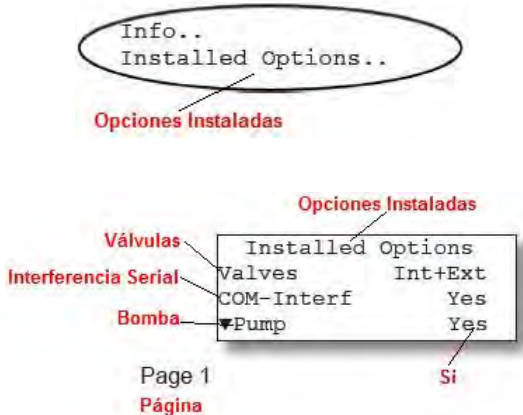 Info..
Installed Options..
Opciones Instaladas
Opciones Instaladas
Installed Options
Válvulas
Valves Int+Ext
Interferencia Serial
COM-Interf Yes
Bomba
▼Pump Yes
Page 1
Si
Página